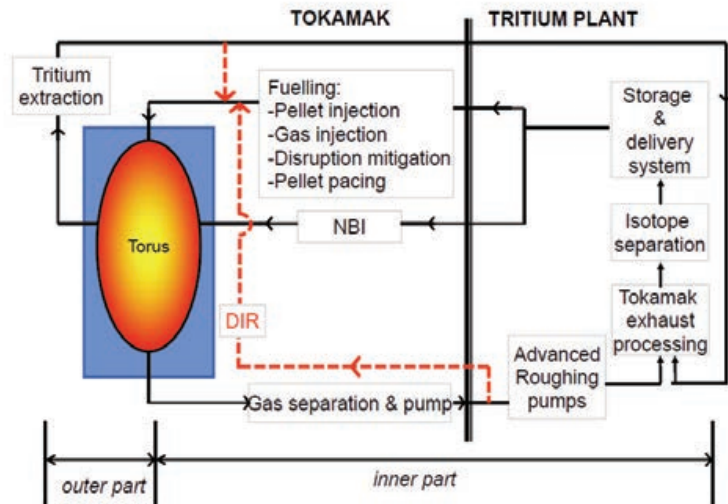 TOKAMAK
TRITIUM PLANT
Tritium
extraction
Fuelling:
-Pellet injection
-Gas injection
-Disruption mitigation
-Pellet pacing
Storage
&
delivery
system
Torus
NBI
Isotope
separation
DIR
Tokamak
exhaust
processing
Advanced
Roughing
pumps
Gas separation & pump
outer part
inner part